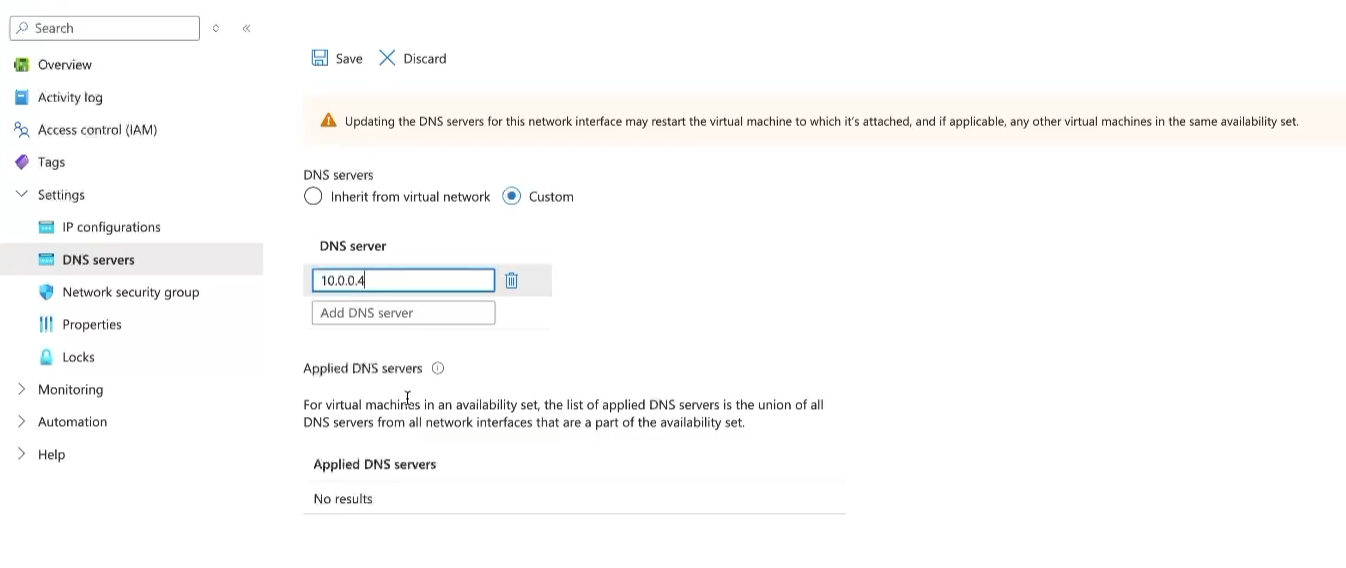 Search
Overview
Activity log
Access control (IAM)
Tags
Settings
IP configurations
DNS servers
Network security group
Properties
Locks
Monitoring
Automation
Help
Save Discard
Updating the DNS servers for this network interface may restart the virtual machine to which it's attached, and if applicable, any other virtual machines in the same availability set.
DNS servers
Inherit from virtual network Custom
DNS server
10.0.0.4
Add DNS server
Applied DNS servers
For virtual machines in an availability set, the list of applied DNS servers is the union of all
DNS servers from all network interfaces that are a part of the availability set.
Applied DNS servers
No results